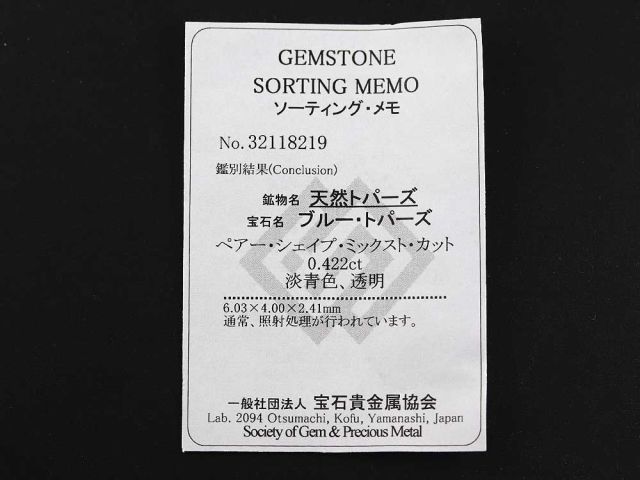 GEMSTONE
SORTING MEMO
ソーティング・メモ
No. 32118219
鑑別結果(Conclusion)
鉱物名 天然トパーズ
宝石名 ブルー・トパーズ
ペアー・シェイプ・ミックスト・カット
0.422ct
淡青色、透明
6.03×4.00×2.41mm
通常、照射処理が行われています。
一般社団法人 宝石貴金属協会
Lab. 2094 Otsumachi, Kofu, Yamanashi, Japan
Society of Gem & Precious Metal